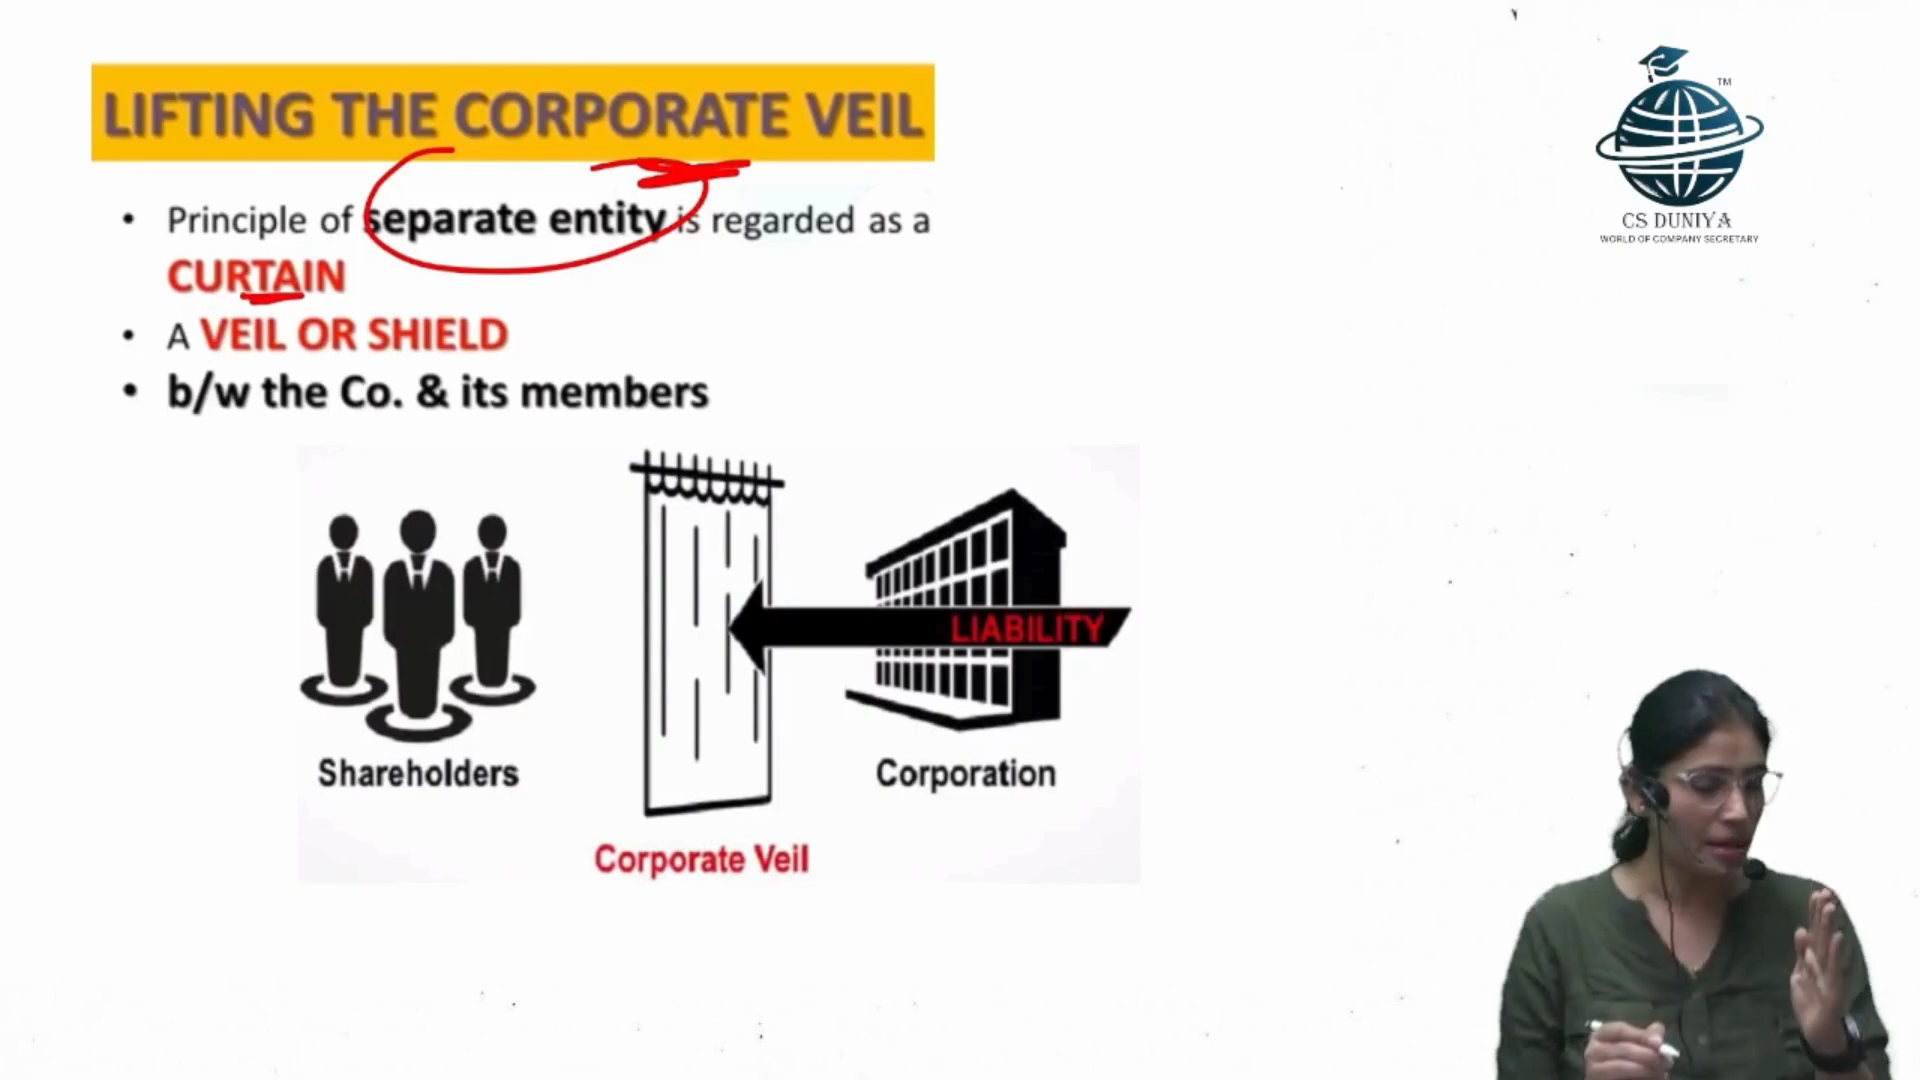 LIFTING THE CORPORATE VEIL
TM
CS DUNIYA
WORLD OF COMPANY SECRETARY
• Principle of separate entity is regarded as a
CURTAIN
• A VEIL OR SHIELD
• b/w the Co. & its members
LIABILITY
Shareholders
Corporation
Corporate Veil